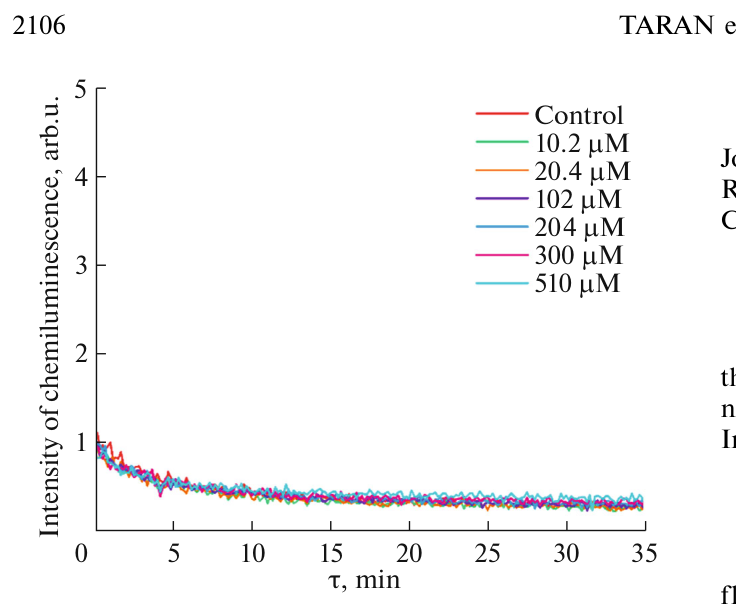 2106
TARAN e
5
4
3
2
1
0
5
10
15
20
25
30
35
Intensity of chemiluminescence, arb.u.
τ, min
Control
10.2 μM
20.4 μM
102 μM
204 μM
300 μM
510 μM
Jo
R
C
th
n
In
fl